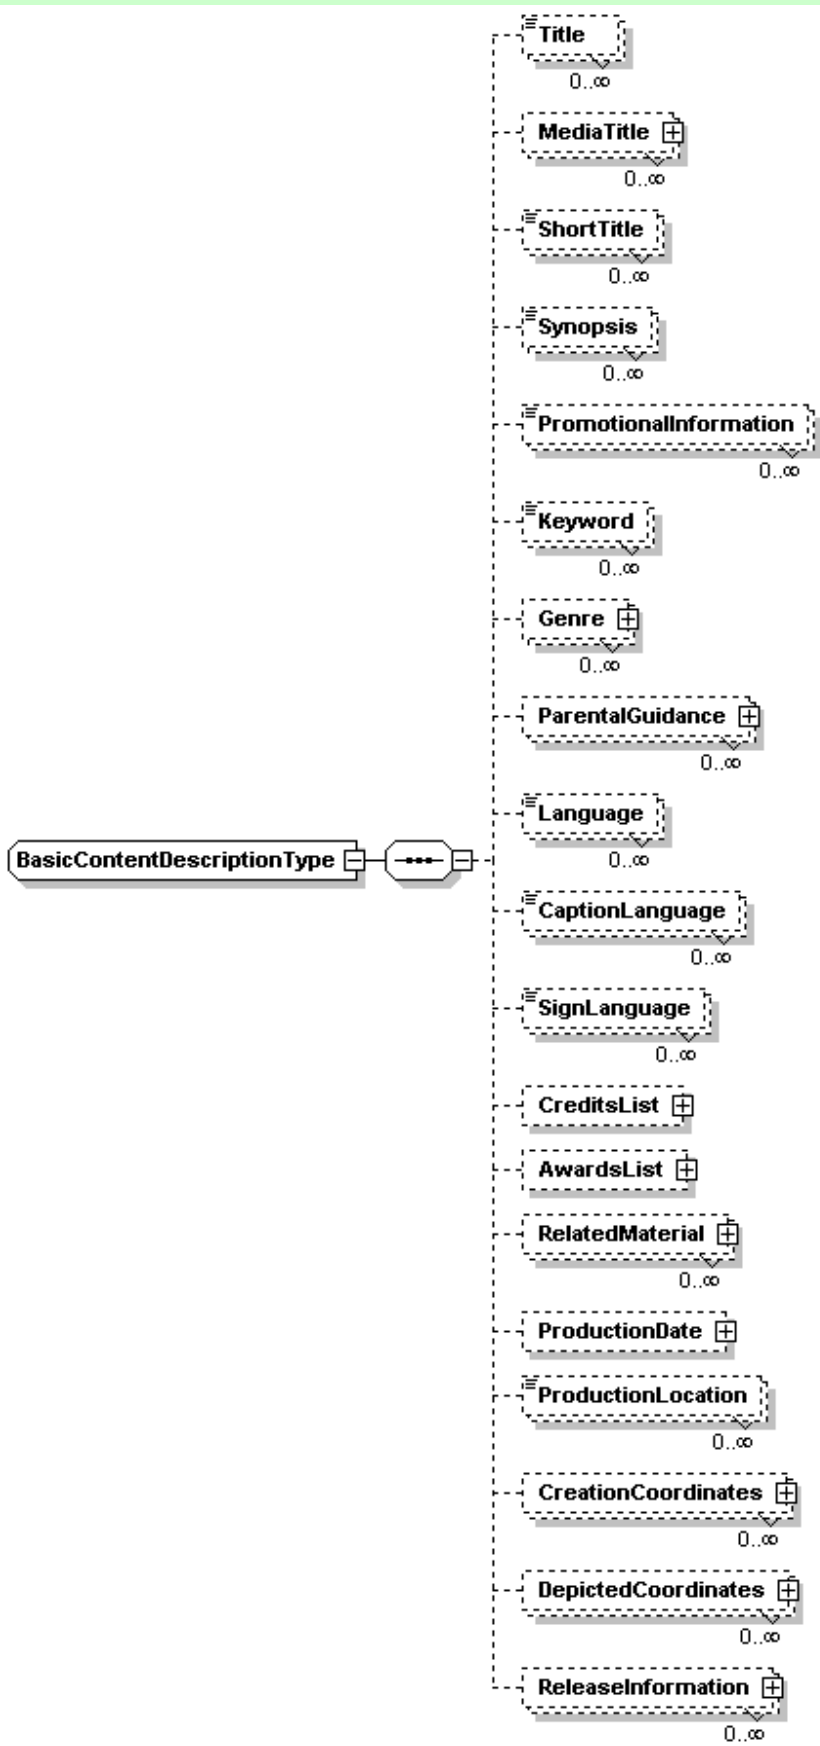 Title
0..∞
MediaTitle
0..∞
ShortTitle
0..∞
Synopsis
0..∞
PromotionalInformation
0..∞
Keyword
0..∞
Genre
0..∞
ParentalGuidance
0..∞
Language
0..∞
BasicContentDescriptionType
CaptionLanguage
0..∞
SignLanguage
0..∞
CreditsList
AwardsList
RelatedMaterial
0..∞
ProductionDate
ProductionLocation
0..∞
CreationCoordinates
0..∞
DepictedCoordinates
0..∞
ReleaseInformation
0..∞